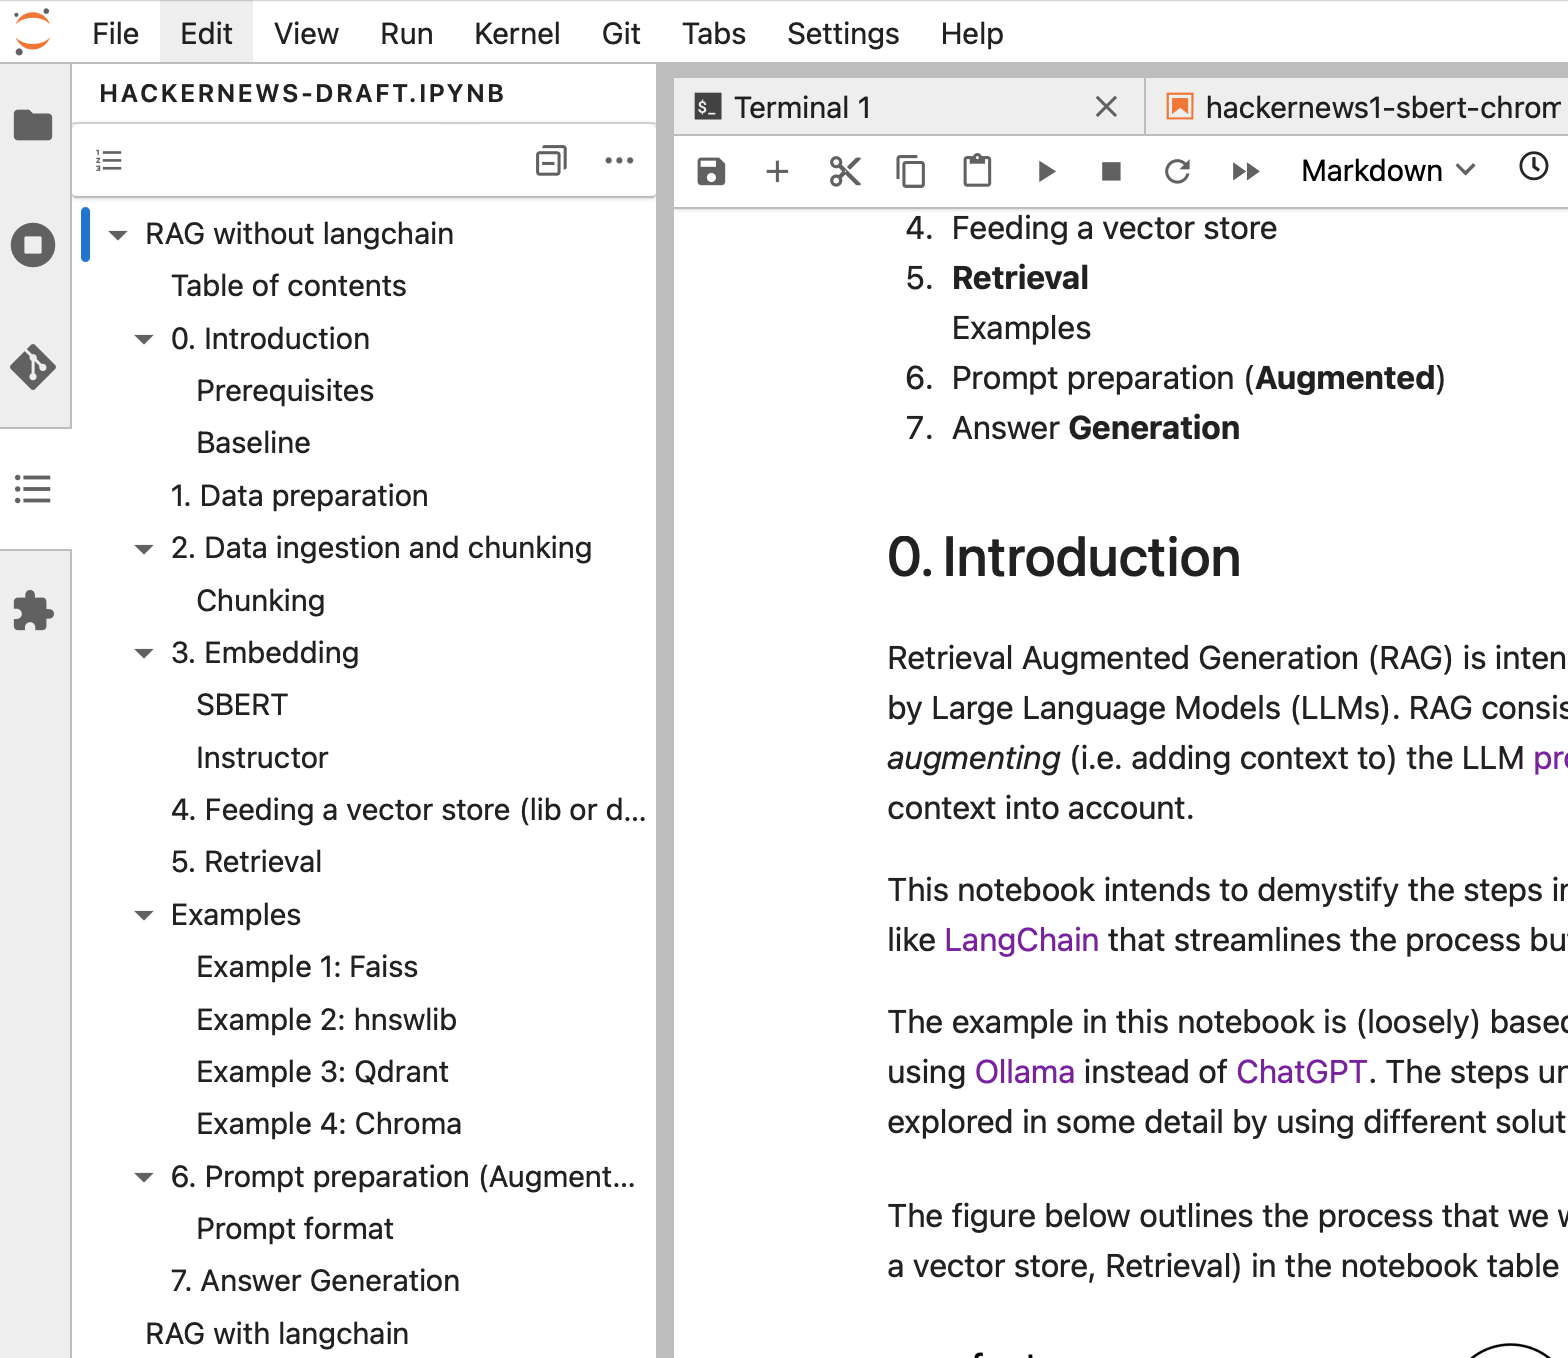 File Edit View Run Kernel Git Tabs Settings Help
HACKERNEWS-DRAFT.IPYNB
RAG without langchain
Table of contents
0. Introduction
Prerequisites
Baseline
1. Data preparation
2. Data ingestion and chunking
Chunking
3. Embedding
SBERT
Instructor
4. Feeding a vector store (lib or d...
5. Retrieval
Examples
Example 1: Faiss
Example 2: hnswlib
Example 3: Qdrant
Example 4: Chroma
6. Prompt preparation (Augment...
Prompt format
7. Answer Generation
RAG with langchain
$_ Terminal 1
hackernews1-sbert-chrom
Markdown
4. Feeding a vector store
5. Retrieval
Examples
6. Prompt preparation (Augmented)
7. Answer Generation
0. Introduction
Retrieval Augmented Generation (RAG) is inten
by Large Language Models (LLMs). RAG consis
augmenting (i.e. adding context to) the LLM pro
context into account.
This notebook intends to demystify the steps in
like LangChain that streamlines the process but
The example in this notebook is (loosely) based
using Ollama instead of ChatGPT. The steps un
explored in some detail by using different solut
The figure below outlines the process that we w
a vector store, Retrieval) in the notebook table